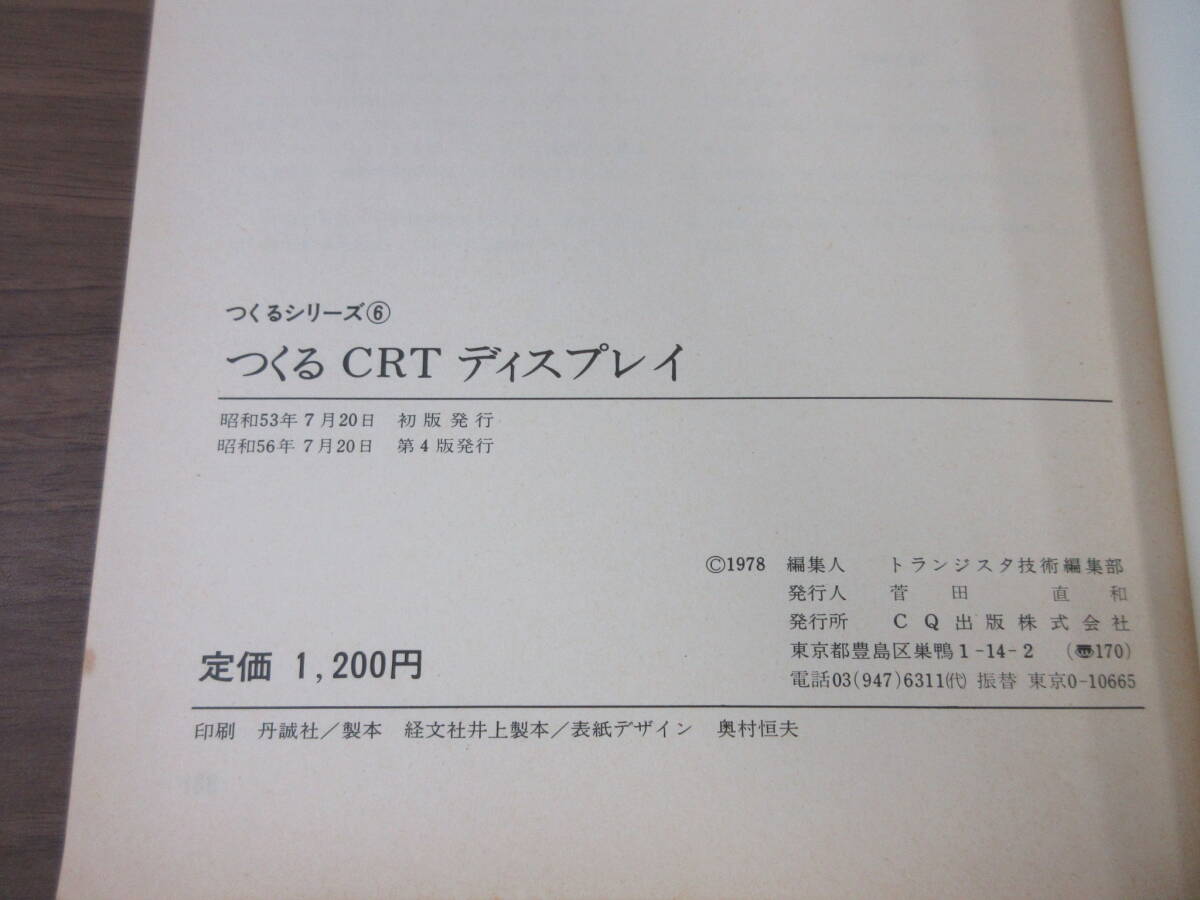 つくるシリーズ⑥
つくる CRT ディスプレイ
昭和53年7月20日 初版発行
昭和56年7月20日 第4版発行
©1978 編集人 トランジスタ技術編集部
発行人 菅田 直和
発行所 CQ出版株式会社
東京都豊島区巣鴨1-14-2 (☎170)
定価 1,200円
電話03(947)6311(代) 振替 東京0-10665
印刷 丹誠社/製本 経文社井上製本/表紙デザイン 奥村恒夫